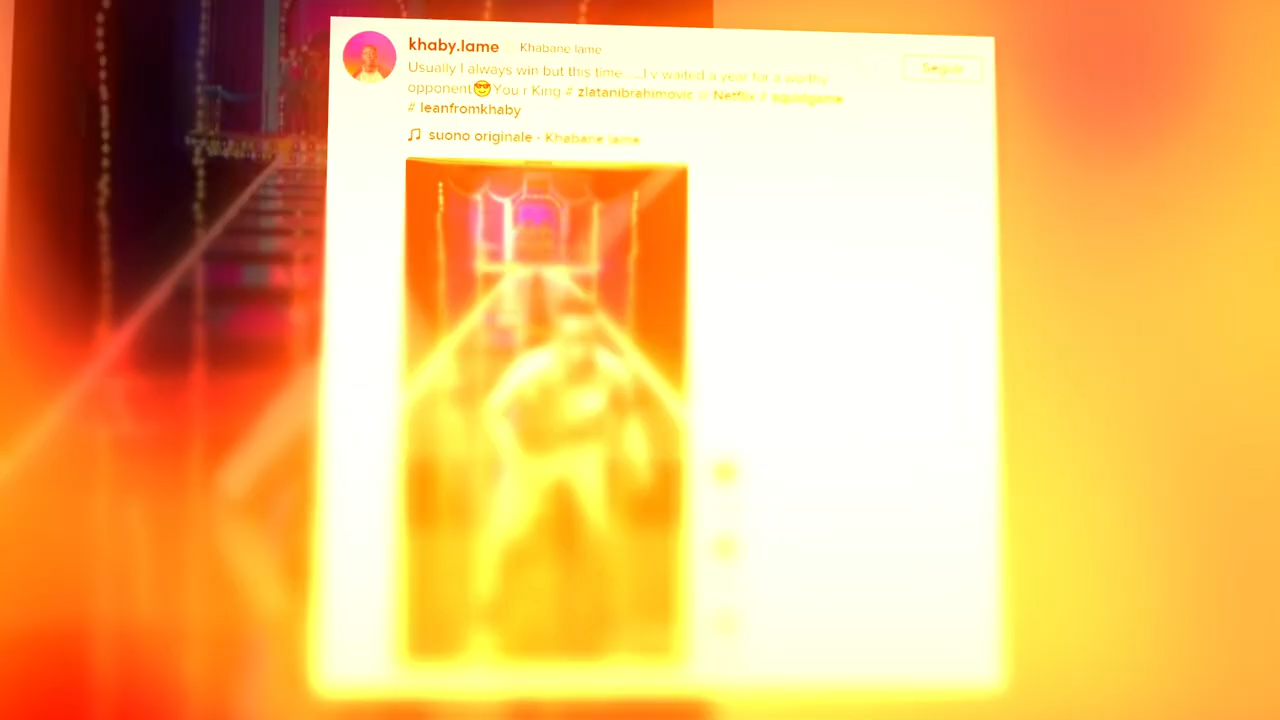 khaby.lame Khabane lame
Usually I always win but this time.....I v waited a year for a worthy
opponent😎You r King # zlatanibrahimovic @ Netflix # squidgame
# leanfromkhaby
suono originale - Khabane lame
Seguir